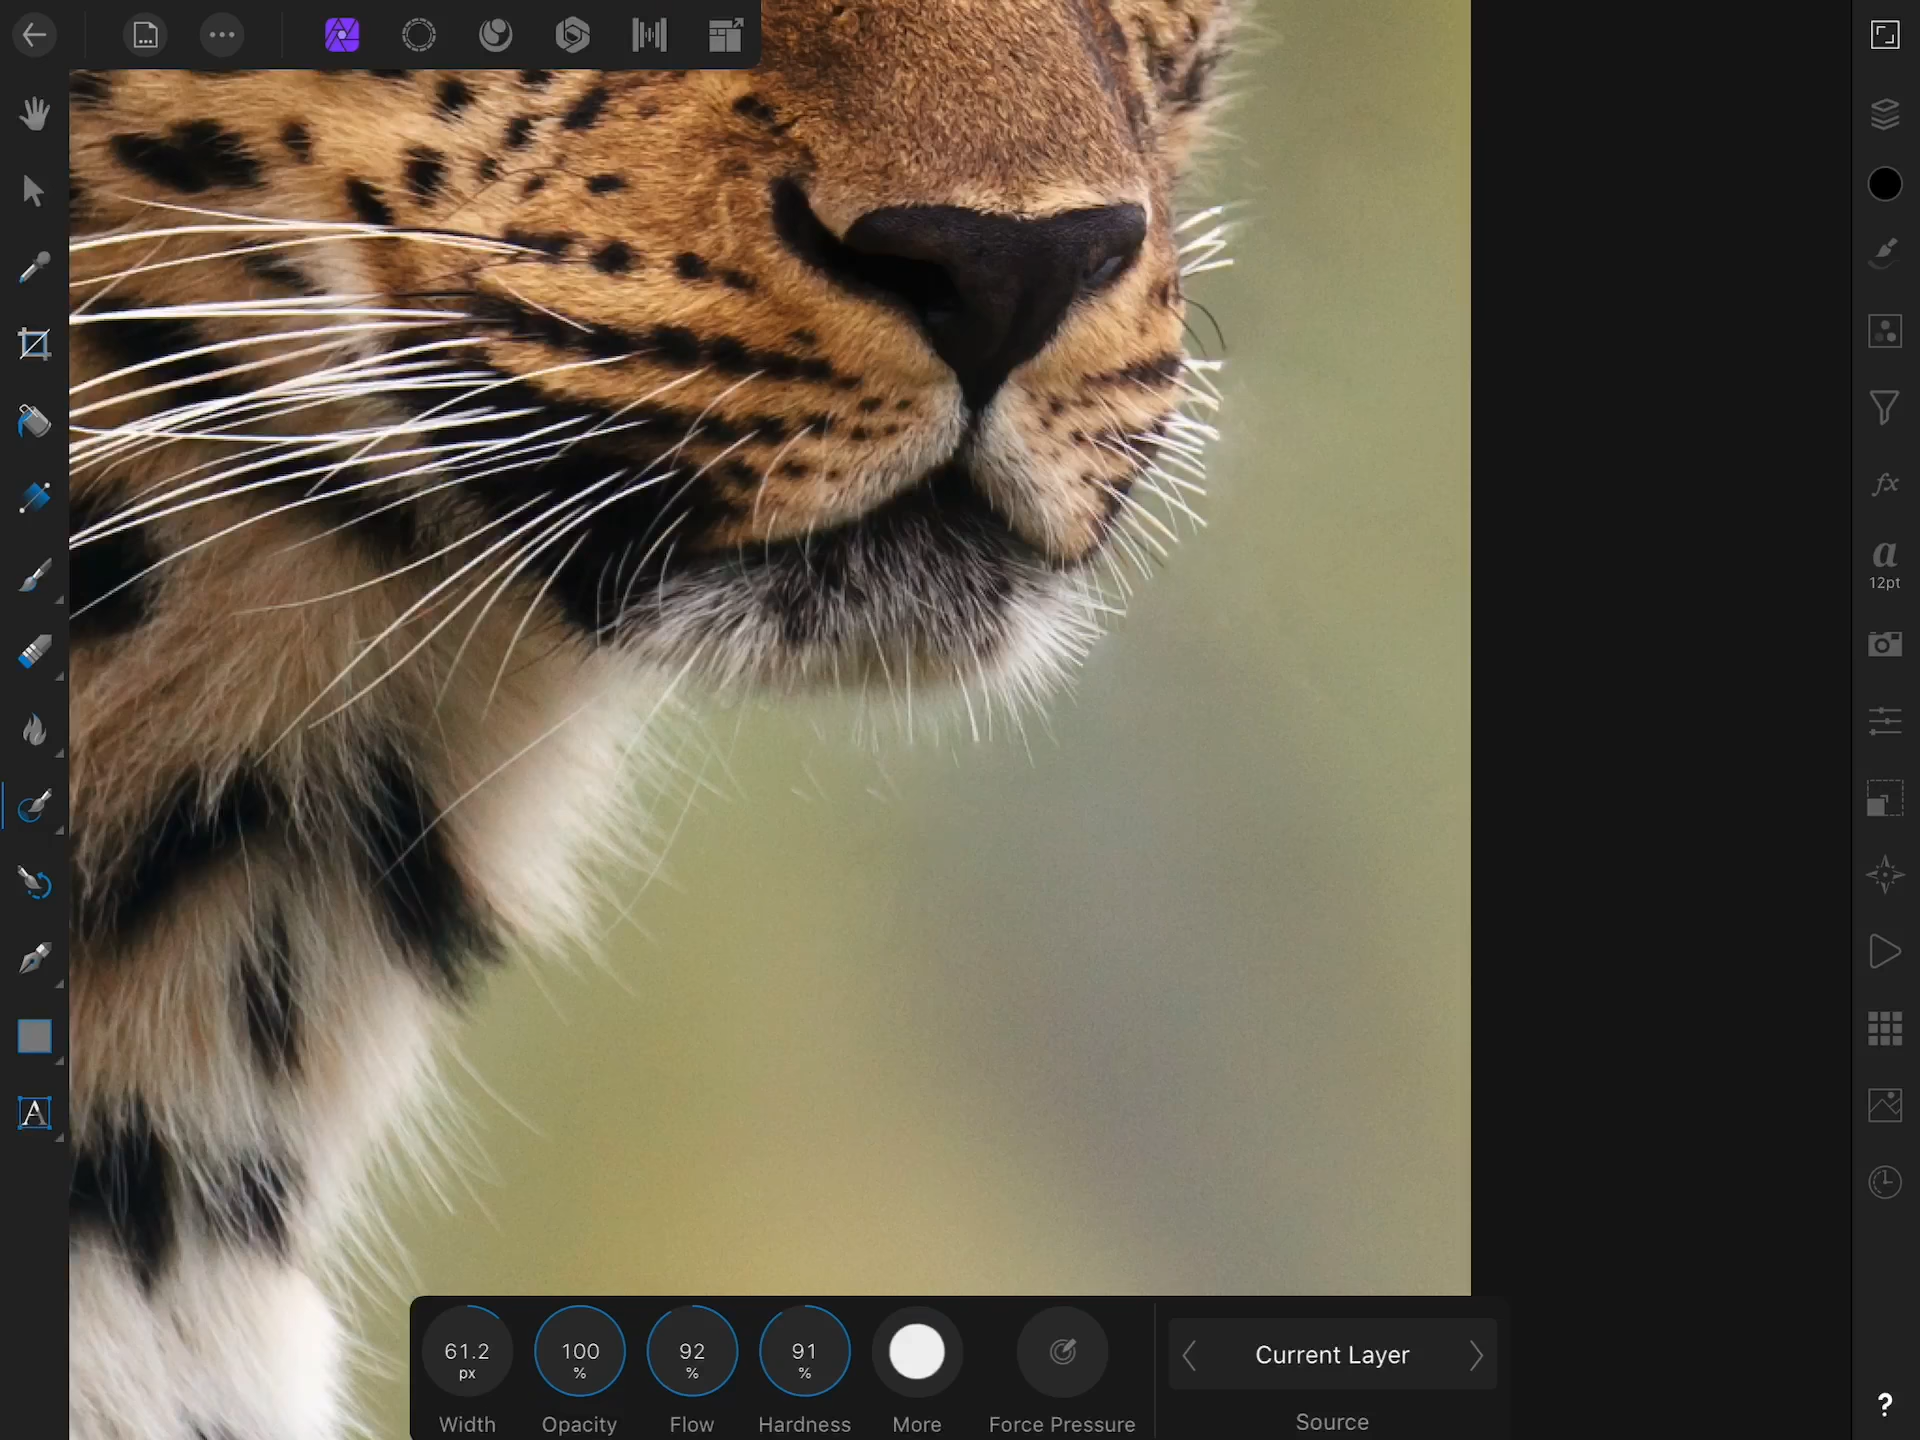 12pt
A
61.2
px
Width
100
%
Opacity
92
%
Flow
91
%
Hardness
More
Force Pressure
Current Layer
Source
?